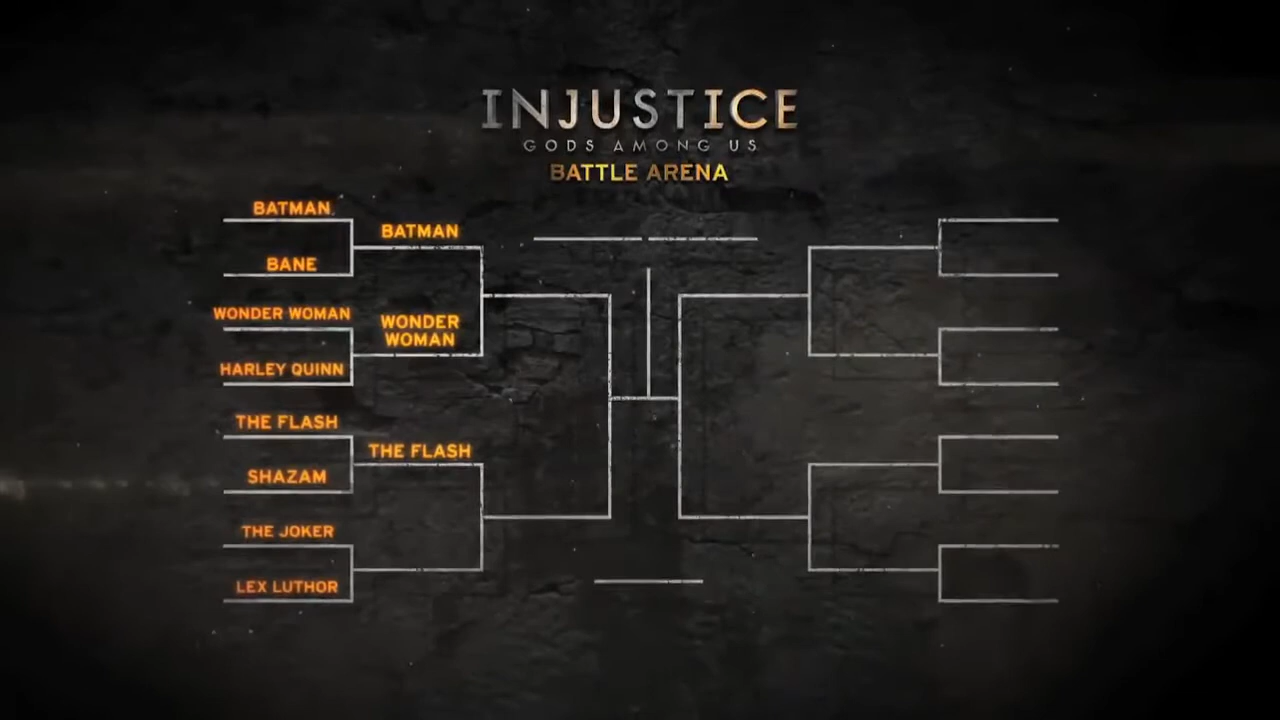 INJUSTICE
GODS AMONG US
BATTLE ARENA
BATMAN
BANE
WONDER WOMAN
HARLEY QUINN
THE FLASH
SHAZAM
THE JOKER
LEX LUTHOR
BATMAN
WONDER
WOMAN
THE FLASH